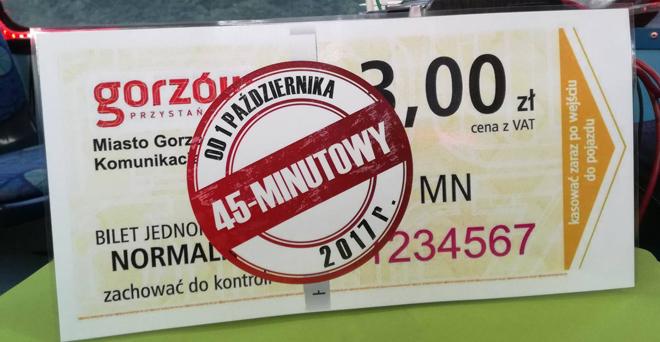 gorzów
PRZYSTAŃ
Miasto Gorz
Komunikac
BILET JEDNO
NORMAL
zachować do kontroli
OD 1 PAŹDZIERNIKA
45-MINUTOWY
2017 r.
3,00 zł
cena z VAT
MN
1234567
kasować zaraz po wejściu
do pojazdu